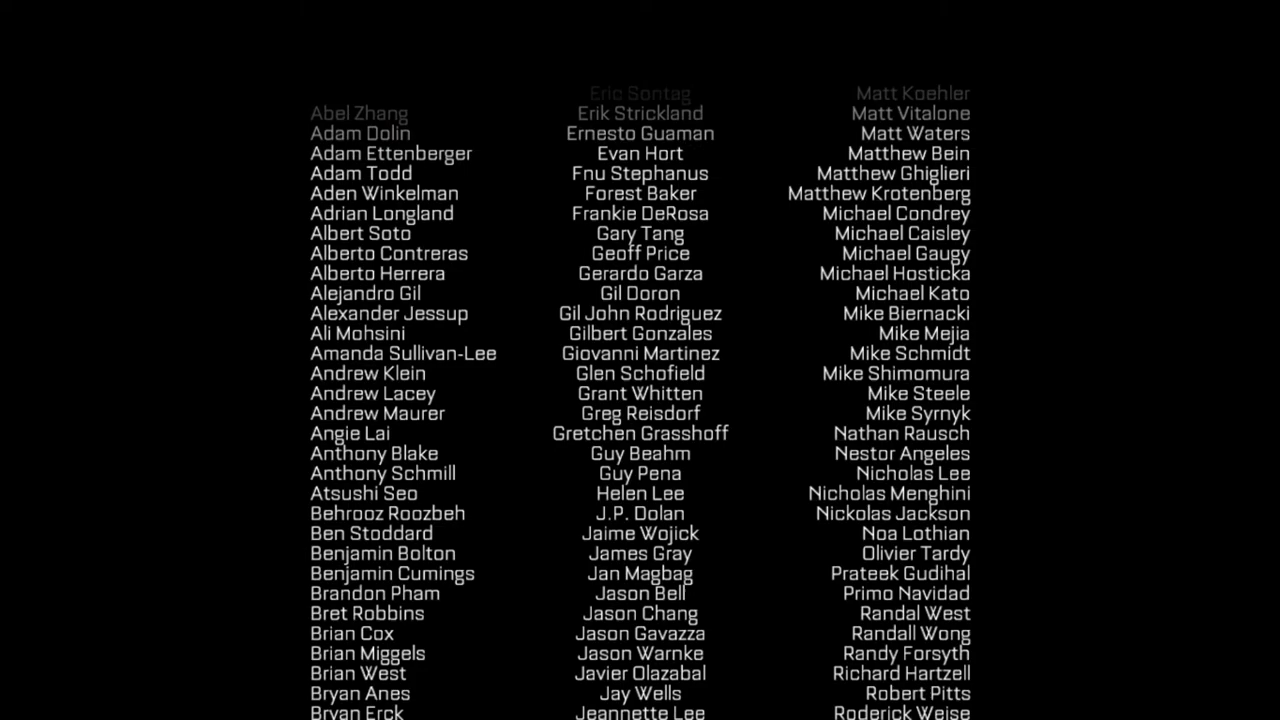 Abel Zhang
Adam Dolin
Adam Ettenberger
Adam Todd
Aden Winkelman
Adrian Longland
Albert Soto
Alberto Contreras
Alberto Herrera
Alejandro Gil
Alexander Jessup
Ali Mohsini
Amanda Sullivan-Lee
Andrew Klein
Andrew Lacey
Andrew Maurer
Angie Lai
Anthony Blake
Anthony Schmill
Atsushi Seo
Behrooz Roozbeh
Ben Stoddard
Benjamin Bolton
Benjamin Cumings
Brandon Pham
Bret Robbins
Brian Cox
Brian Miggels
Brian West
Bryan Anes
Bryan Erck
Eric Sontag
Erik Strickland
Ernesto Guaman
Evan Hort
Fnu Stephanus
Forest Baker
Frankie DeRosa
Gary Tang
Geoff Price
Gerardo Garza
Gil Doron
Gil John Rodriguez
Gilbert Gonzales
Giovanni Martinez
Glen Schofield
Grant Whitten
Greg Reisdorf
Gretchen Grasshoff
Guy Beahm
Guy Pena
Helen Lee
J.P. Dolan
Jaime Wojick
James Gray
Jan Magbag
Jason Bell
Jason Chang
Jason Gavazza
Jason Warnke
Javier Olazabal
Jay Wells
Jeannette Lee
Matt Koehler
Matt Vitalone
Matt Waters
Matthew Bein
Matthew Ghiglieri
Matthew Krotenberg
Michael Condrey
Michael Caisley
Michael Gaugy
Michael Hosticka
Michael Kato
Mike Biernacki
Mike Mejia
Mike Schmidt
Mike Shimomura
Mike Steele
Mike Syrnyk
Nathan Rausch
Nestor Angeles
Nicholas Lee
Nicholas Menghini
Nickolas Jackson
Noa Lothian
Olivier Tardy
Prateek Gudihal
Primo Navidad
Randal West
Randall Wong
Randy Forsyth
Richard Hartzell
Robert Pitts
Roderick Weise